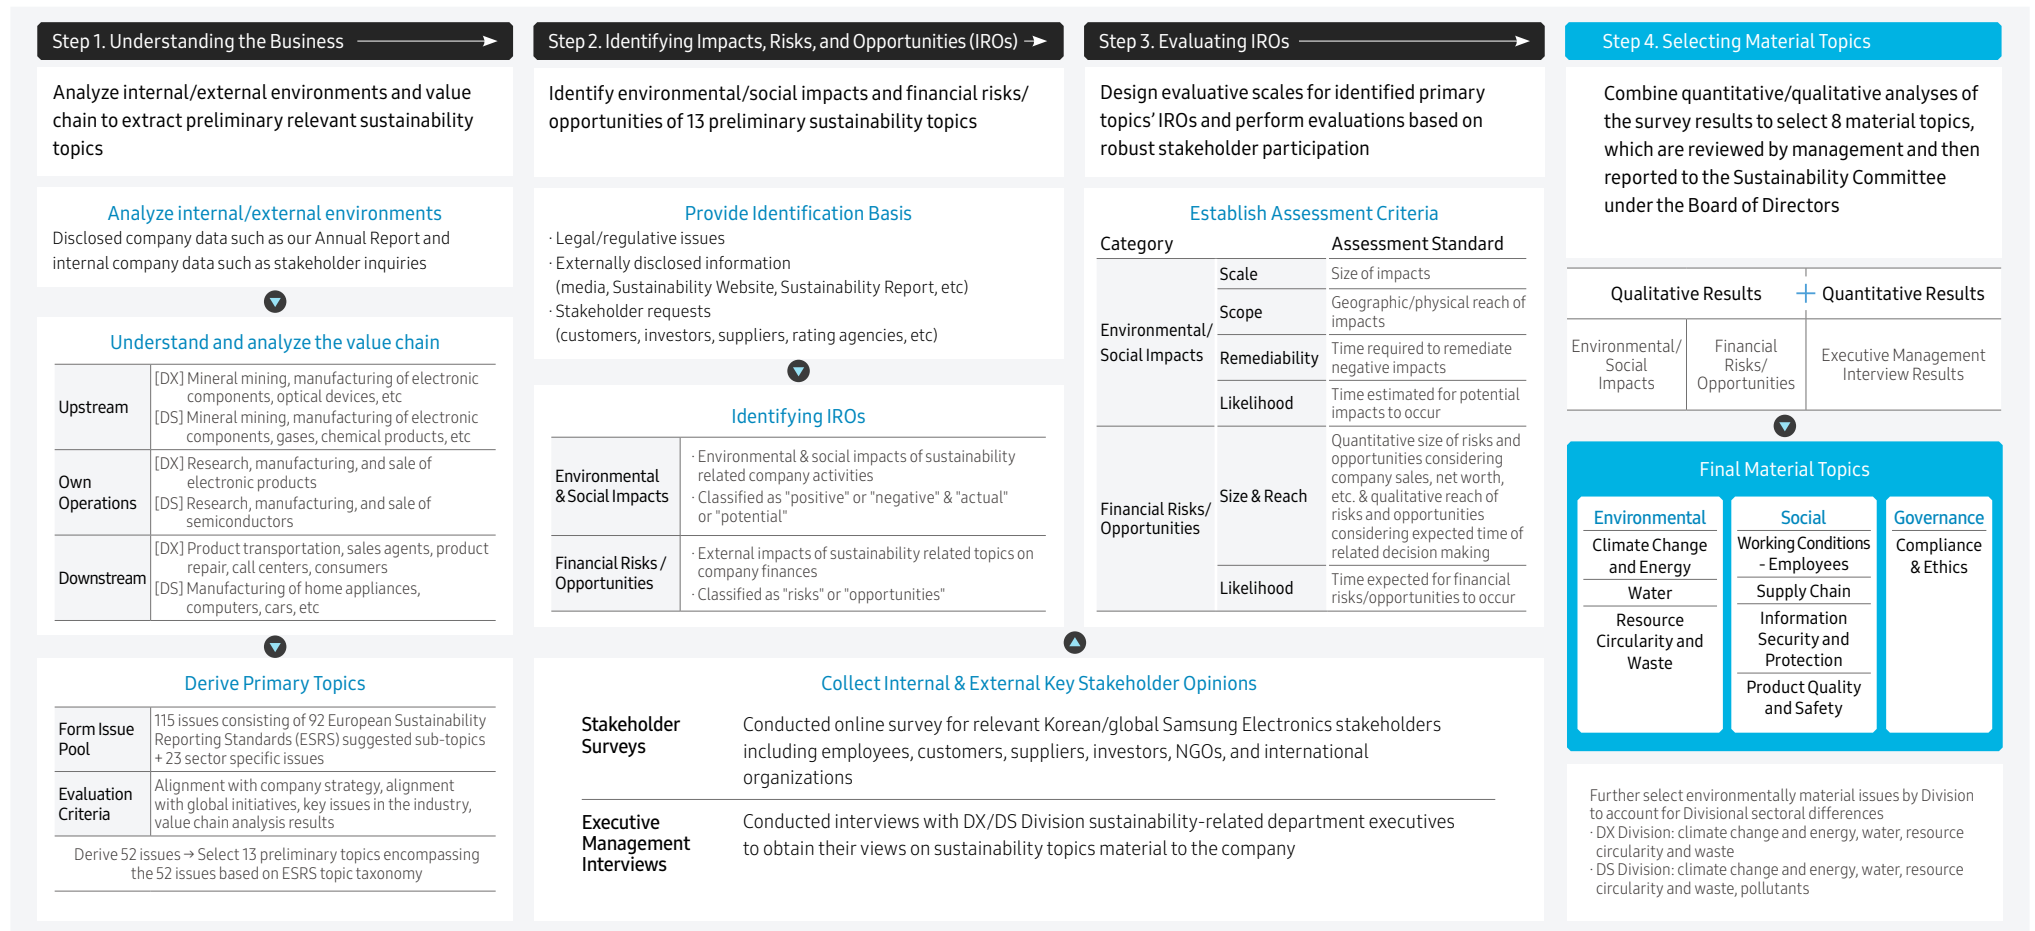 Step 1. Understanding the Business
Analyze internal/external environments and value
chain to extract preliminary relevant sustainability
topics
Analyze internal/external environments
Disclosed company data such as our Annual Report and
internal company data such as stakeholder inquiries
Understand and analyze the value chain
Upstream
[DX] Mineral mining, manufacturing of electronic
components, optical devices, etc
[DS] Mineral mining, manufacturing of electronic
components, gases, chemical products, etc
Own
Operations
[DX] Research, manufacturing, and sale of
electronic products
[DS] Research, manufacturing, and sale of
semiconductors
Downstream
[DX] Product transportation, sales agents, product
repair, call centers, consumers
[DS] Manufacturing of home appliances,
computers, cars, etc
Derive Primary Topics
Form Issue
Pool
115 issues consisting of 92 European Sustainability
Reporting Standards (ESRS) suggested sub-topics
+ 23 sector specific issues
Evaluation
Criteria
Alignment with company strategy, alignment
with global initiatives, key issues in the industry,
value chain analysis results
Derive 52 issues → Select 13 preliminary topics encompassing
the 52 issues based on ESRS topic taxonomy
Step 2. Identifying Impacts, Risks, and Opportunities (IROs)
Identify environmental/social impacts and financial risks/
opportunities of 13 preliminary sustainability topics
Provide Identification Basis
· Legal/regulative issues
· Externally disclosed information
(media, Sustainability Website, Sustainability Report, etc)
· Stakeholder requests
(customers, investors, suppliers, rating agencies, etc)
Identifying IROs
Environmental
& Social Impacts
· Environmental & social impacts of sustainability
related company activities
· Classified as "positive" or "negative" & "actual"
or "potential"
Financial Risks /
Opportunities
· External impacts of sustainability related topics on
company finances
· Classified as "risks" or "opportunities"
Step 3. Evaluating IROs
Design evaluative scales for identified primary
topics' IROs and perform evaluations based on
robust stakeholder participation
Establish Assessment Criteria
Category
Assessment Standard
Environmental/
Social Impacts
Scale
Size of impacts
Scope
Geographic/physical reach of
impacts
Remediability
Time required to remediate
negative impacts
Likelihood
Time estimated for potential
impacts to occur
Financial Risks/
Opportunities
Size & Reach
Quantitative size of risks and
opportunities considering
company sales, net worth,
etc. & qualitative reach of
risks and opportunities
considering expected time of
related decision making
Likelihood
Time expected for financial
risks/opportunities to occur
Collect Internal & External Key Stakeholder Opinions
Stakeholder
Surveys
Conducted online survey for relevant Korean/global Samsung Electronics stakeholders
including employees, customers, suppliers, investors, NGOs, and international
organizations
Executive
Management
Interviews
Conducted interviews with DX/DS Division sustainability-related department executives
to obtain their views on sustainability topics material to the company
Step 4. Selecting Material Topics
Combine quantitative/qualitative analyses of
the survey results to select 8 material topics,
which are reviewed by management and then
reported to the Sustainability Committee
under the Board of Directors
Qualitative Results + Quantitative Results
Environmental/
Social
Impacts
Financial
Risks/
Opportunities
Executive Management
Interview Results
Final Material Topics
Environmental
Climate Change
and Energy
Water
Resource
Circularity and
Waste
Social
Working Conditions
- Employees
Supply Chain
Information
Security and
Protection
Product Quality
and Safety
Governance
Compliance
& Ethics
Further select environmentally material issues by Division
to account for Divisional sectoral differences
· DX Division: climate change and energy, water, resource
circularity and waste
· DS Division: climate change and energy, water, resource
circularity and waste, pollutants